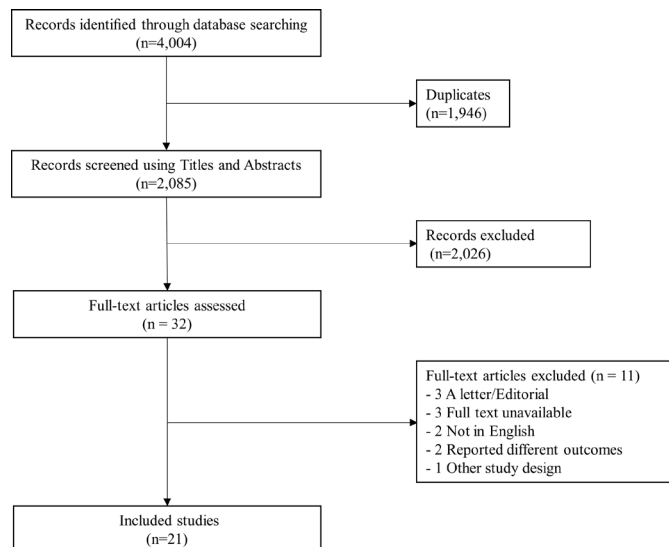 Records identified through database searching
(n=4,004)
Duplicates
(n=1,946)
Records screened using Titles and Abstracts
(n=2,085)
Records excluded
(n=2,026)
Full-text articles assessed
(n = 32)
Full-text articles excluded (n = 11)
- 3 A letter/Editorial
- 3 Full text unavailable
- 2 Not in English
- 2 Reported different outcomes
- 1 Other study design
Included studies
(n=21)